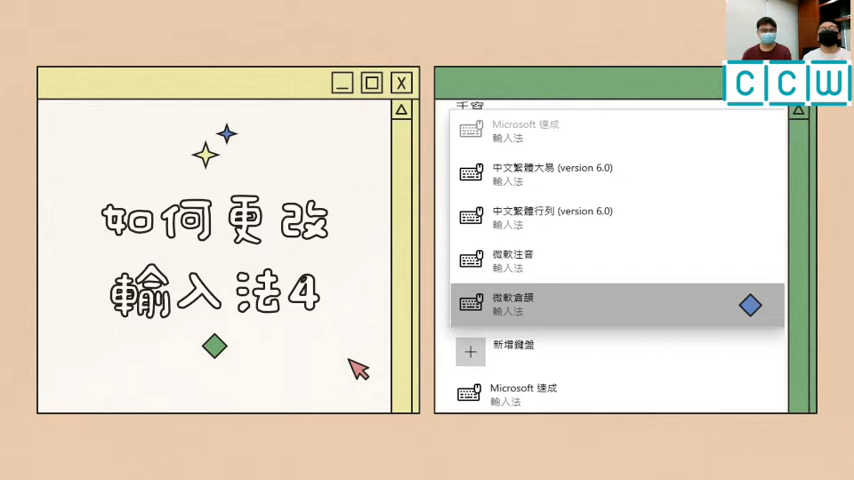 如何更改
輸入法4
CCW
Microsoft 速成
輸入法
中文繁體大易 (version 6.0)
輸入法
中文繁體行列 (version 6.0)
輸入法
微軟注音
輸入法
微軟倉頡
輸入法
新增鍵盤
Microsoft 速成
輸入法